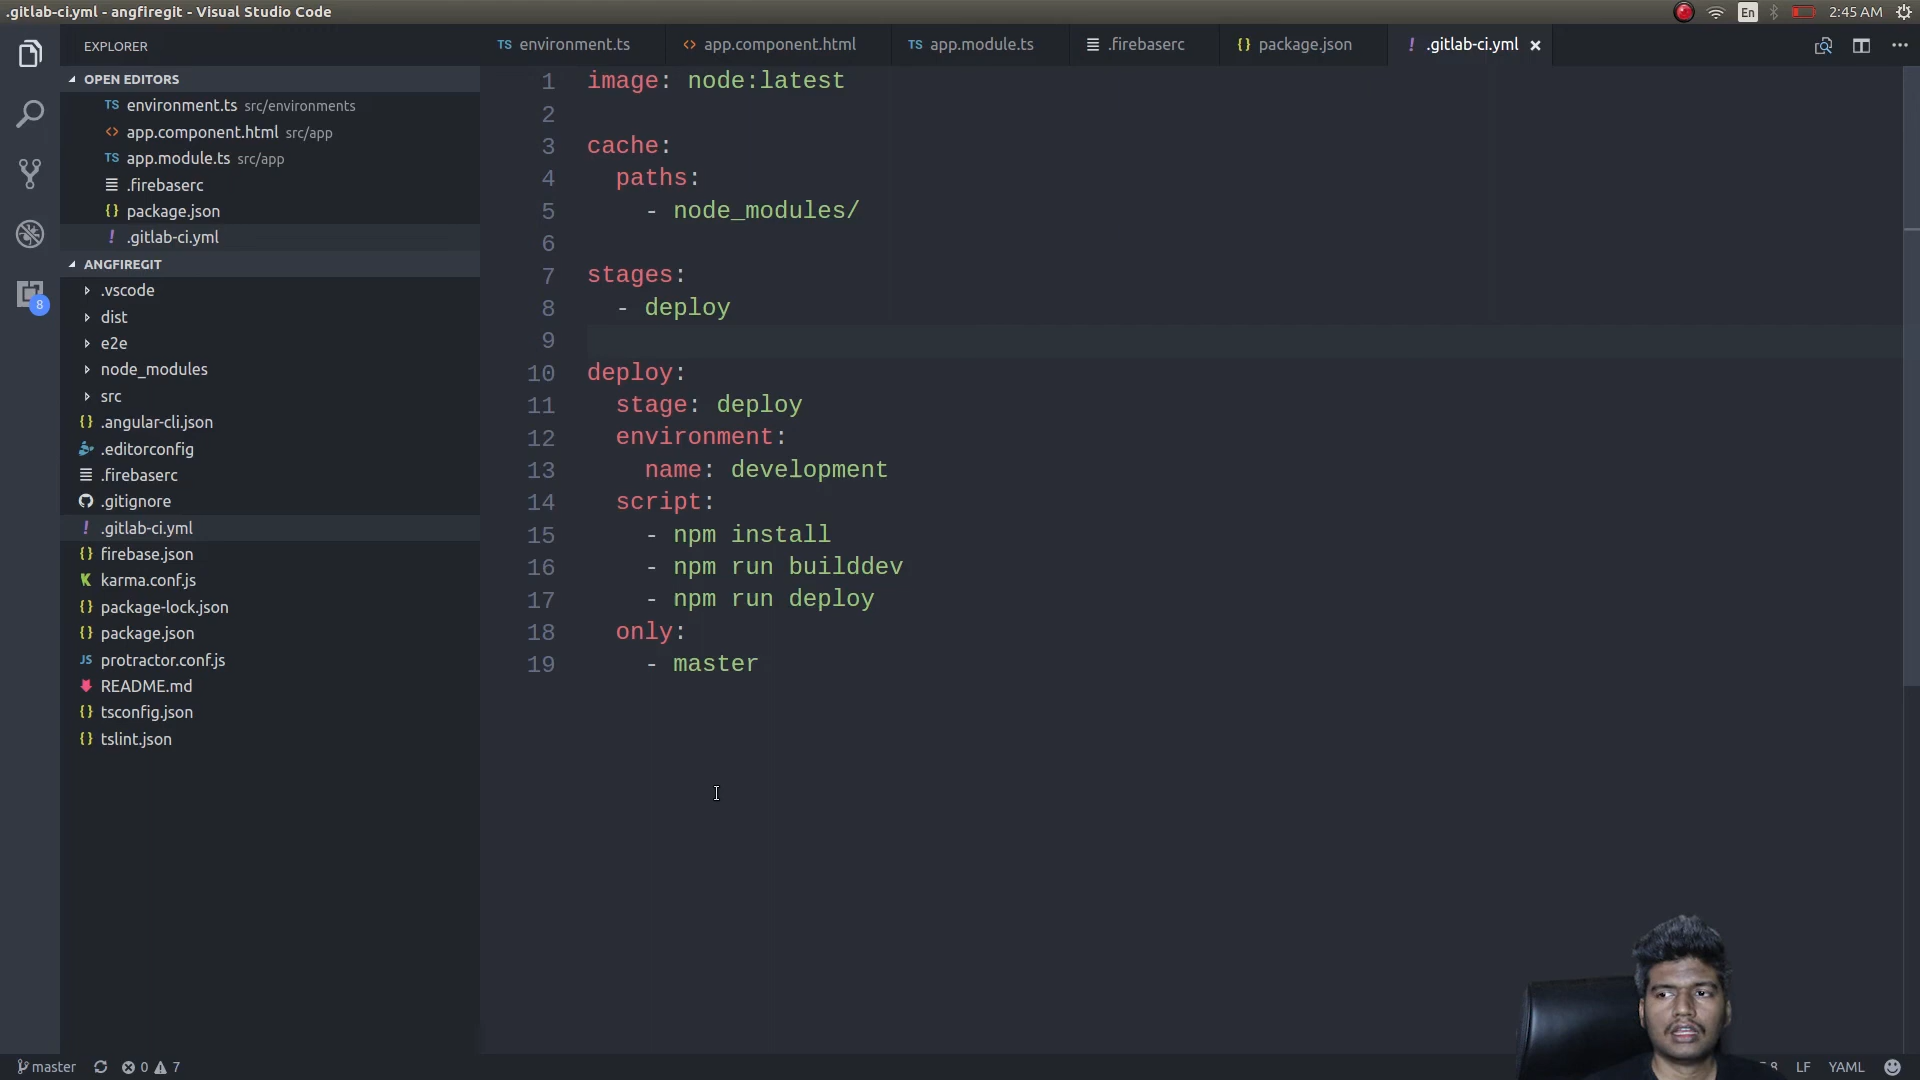 .gitlab-ci.yml - angfiregit - Visual Studio Code
En
2:45 AM
EXPLORER
OPEN EDITORS
TS environment.ts src/environments
<> app.component.html src/app
TS app.module.ts src/app
.firebaserc
{} package.json
! .gitlab-ci.yml
ANGFIREGIT
.vscode
dist
e2e
node_modules
src
{} .angular-cli.json
.editorconfig
.firebaserc
.gitignore
! .gitlab-ci.yml
{} firebase.json
K karma.conf.js
{} package-lock.json
{} package.json
JS protractor.conf.js
README.md
{} tsconfig.json
{} tslint.json
8
TS environment.ts
<> app.component.html
TS app.module.ts
.firebaserc
{} package.json
! .gitlab-ci.yml ×
1 image: node:latest
2
3 cache:
4 paths:
5 - node_modules/
6
7 stages:
8 - deploy
9
10 deploy:
11 stage: deploy
12 environment:
13 name: development
14 script:
15 - npm install
16 - npm run builddev
17 - npm run deploy
18 only:
19 - master
master 0 7
8 LF YAML